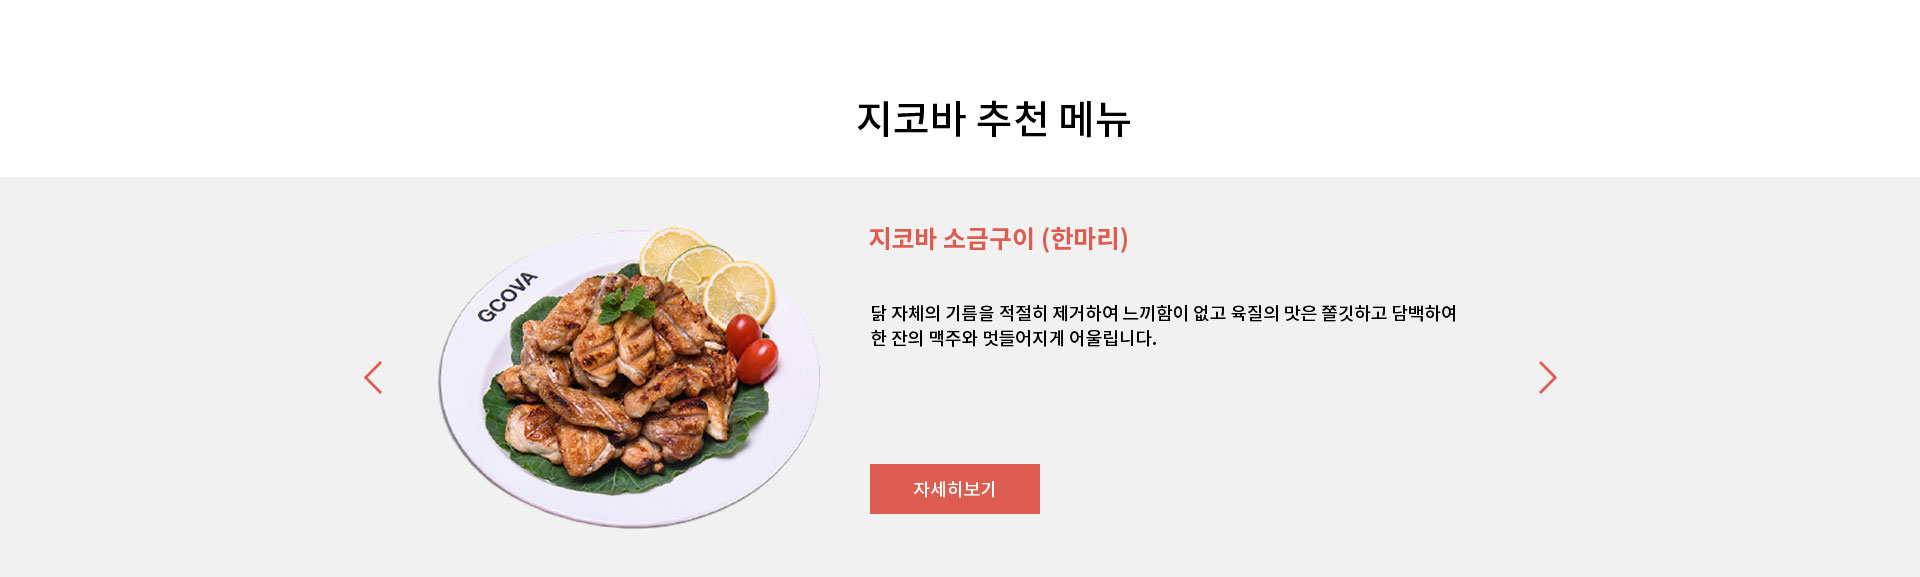 지코바 추천 메뉴
지코바 소금구이 (한마리)
GCOVA
닭 자체의 기름을 적절히 제거하여 느끼함이 없고 육질의 맛은 쫄깃하고 담백하여
한 잔의 맥주와 멋들어지게 어울립니다.
자세히보기